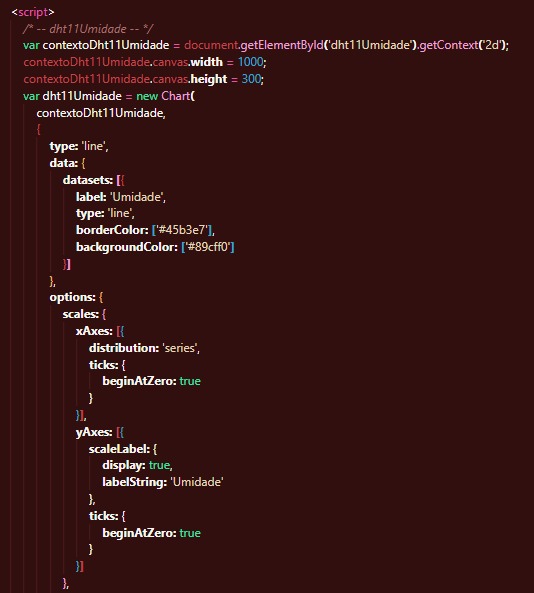 <script>
/* -- dht11Umidade -- */
var contextoDht11Umidade = document.getElementById('dht11Umidade').getContext('2d');
contextoDht11Umidade.canvas.width = 1000;
contextoDht11Umidade.canvas.height = 300;
var dht11Umidade = new Chart(
contextoDht11Umidade,
{
type: 'line',
data: {
datasets: [{
label: 'Umidade',
type: 'line',
borderColor: ['#45b3e7'],
backgroundColor: ['#89cff0']
}]
},
options: {
scales: {
xAxes: [{
distribution: 'series',
ticks: {
beginAtZero: true
}
}],
yAxes: [{
scaleLabel: {
display: true,
labelString: 'Umidade'
},
ticks: {
beginAtZero: true
}
}]
},